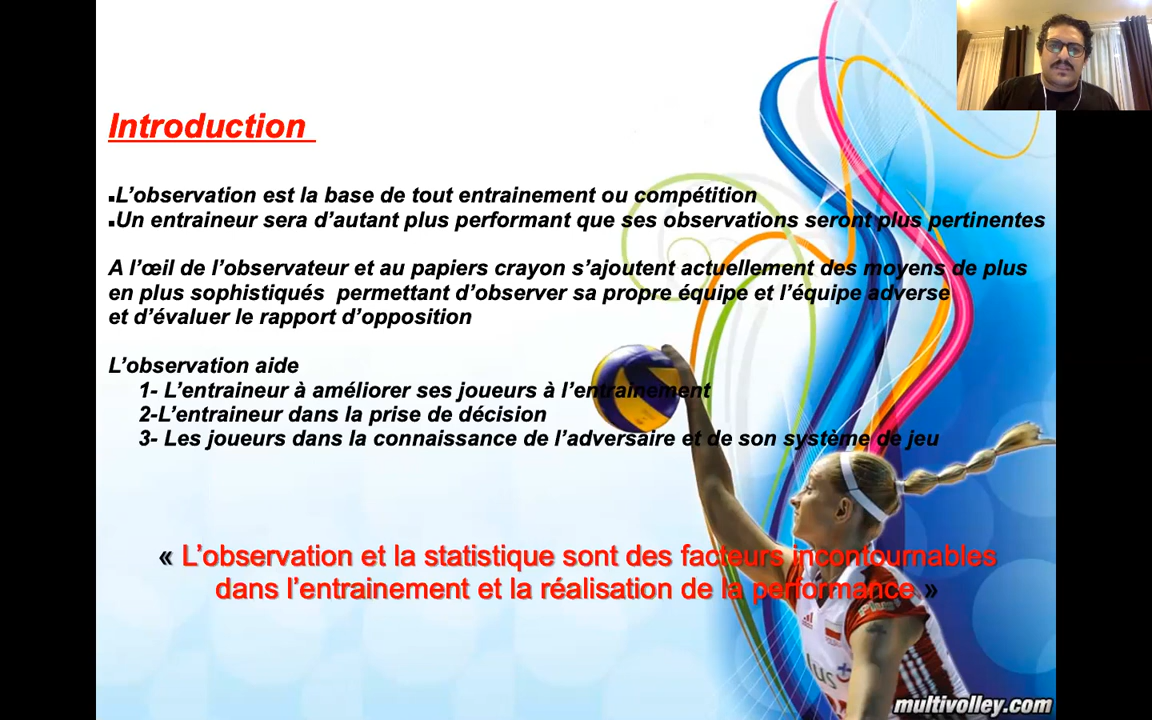 Introduction
▪L’observation est la base de tout entrainement ou compétition
▪Un entraineur sera d’autant plus performant que ses observations seront plus pertinentes
A l’œil de l’observateur et au papiers crayon s’ajoutent actuellement des moyens de plus
en plus sophistiqués permettant d’observer sa propre équipe et l’équipe adverse
et d’évaluer le rapport d’opposition
L’observation aide
1- L’entraineur à améliorer ses joueurs à l’entrainement
2-L’entraineur dans la prise de décision
3- Les joueurs dans la connaissance de l’adversaire et de son système de jeu
« L’observation et la statistique sont des facteurs incontournables
dans l’entrainement et la réalisation de la performance »
Plus
lus
multivolley.com